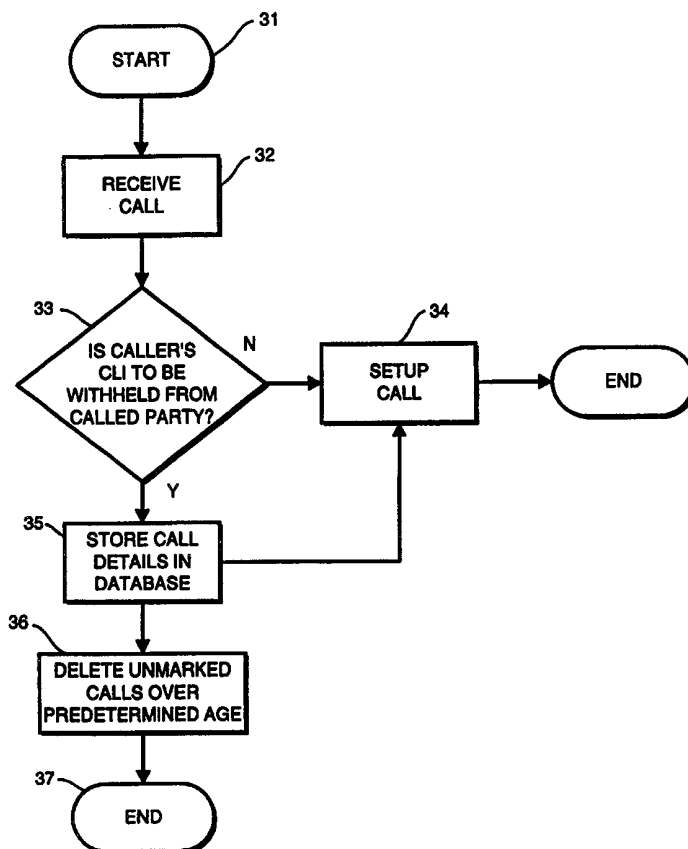 31
START
32
RECEIVE
CALL
33
IS CALLER'S
CLI TO BE
WITHHELD FROM
CALLED PARTY?
N
34
SETUP
CALL
END
Y
35
STORE CALL
DETAILS IN
DATABASE
36
DELETE UNMARKED
CALLS OVER
PREDETERMINED AGE
37
END